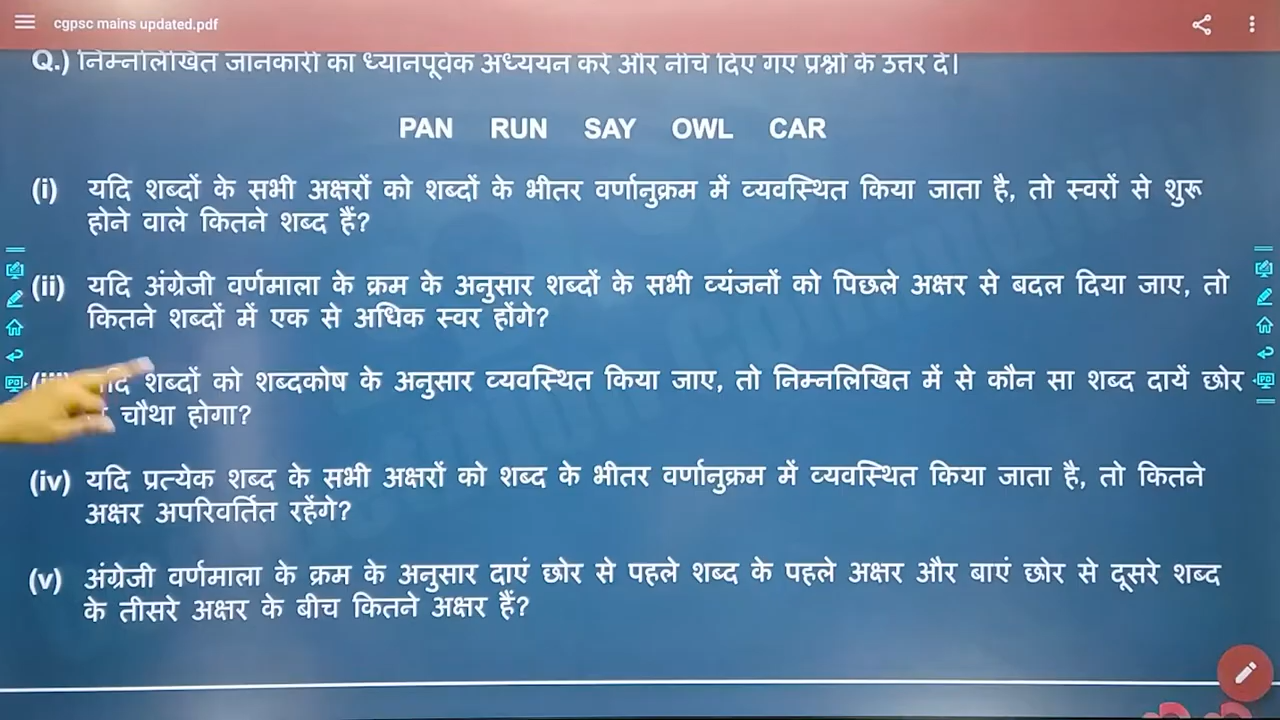 cgpsc mains updated.pdf
Q.) निम्नलिखित जानकारी का ध्यानपूर्वक अध्ययन करें और नीचे दिए गए प्रश्नों के उत्तर दें।
PAN RUN SAY OWL CAR
(i) यदि शब्दों के सभी अक्षरों को शब्दों के भीतर वर्णानुक्रम में व्यवस्थित किया जाता है, तो स्वरों से शुरू
होने वाले कितने शब्द हैं?
(ii) यदि अंग्रेजी वर्णमाला के क्रम के अनुसार शब्दों के सभी व्यंजनों को पिछले अक्षर से बदल दिया जाए, तो
कितने शब्दों में एक से अधिक स्वर होंगे?
शब्दों को शब्दकोष के अनुसार व्यवस्थित किया जाए, तो निम्नलिखित में से कौन सा शब्द दायें छोर
चौथा होगा?
(iv) यदि प्रत्येक शब्द के सभी अक्षरों को शब्द के भीतर वर्णानुक्रम में व्यवस्थित किया जाता है, तो कितने
अक्षर अपरिवर्तित रहेंगे?
(v) अंग्रेजी वर्णमाला के क्रम के अनुसार दाएं छोर से पहले शब्द के पहले अक्षर और बाएं छोर से दूसरे शब्द
के तीसरे अक्षर के बीच कितने अक्षर हैं?